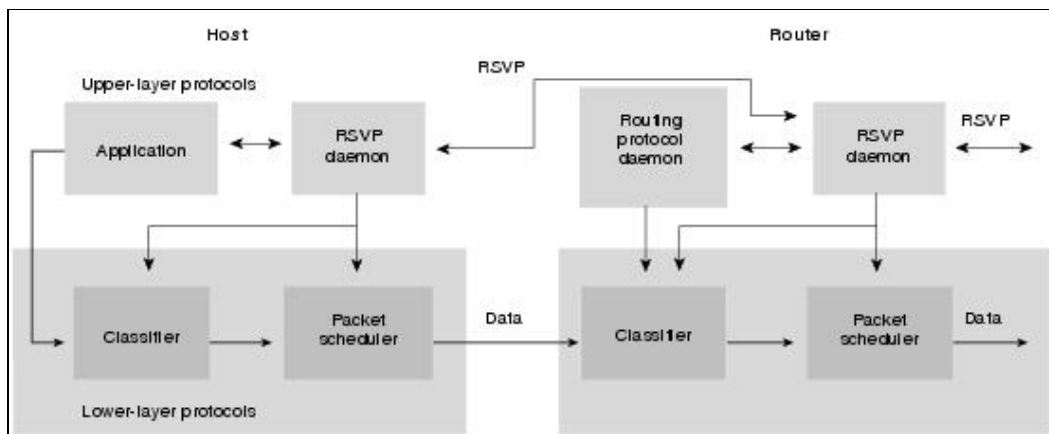 Host
Router
RSVP
Upper-layer protocols
Application
RSVP
daemon
Routing
protocol
daemon
RSVP
daemon
RSVP
Classifier
Packet
scheduler
Data
Classifier
Packet
scheduler
Data
Lower-layer protocols